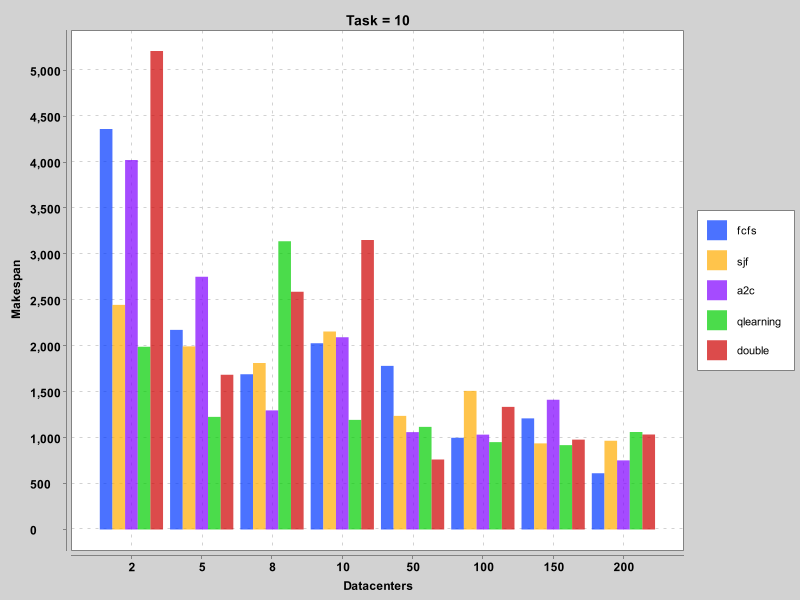 Task = 10
Makespan
5,000
4,500
4,000
3,500
3,000
2,500
2,000
1,500
1,000
500
0
2 5 8 10 50 100 150 200
Datacenters
fcfs
sjf
a2c
qlearning
double